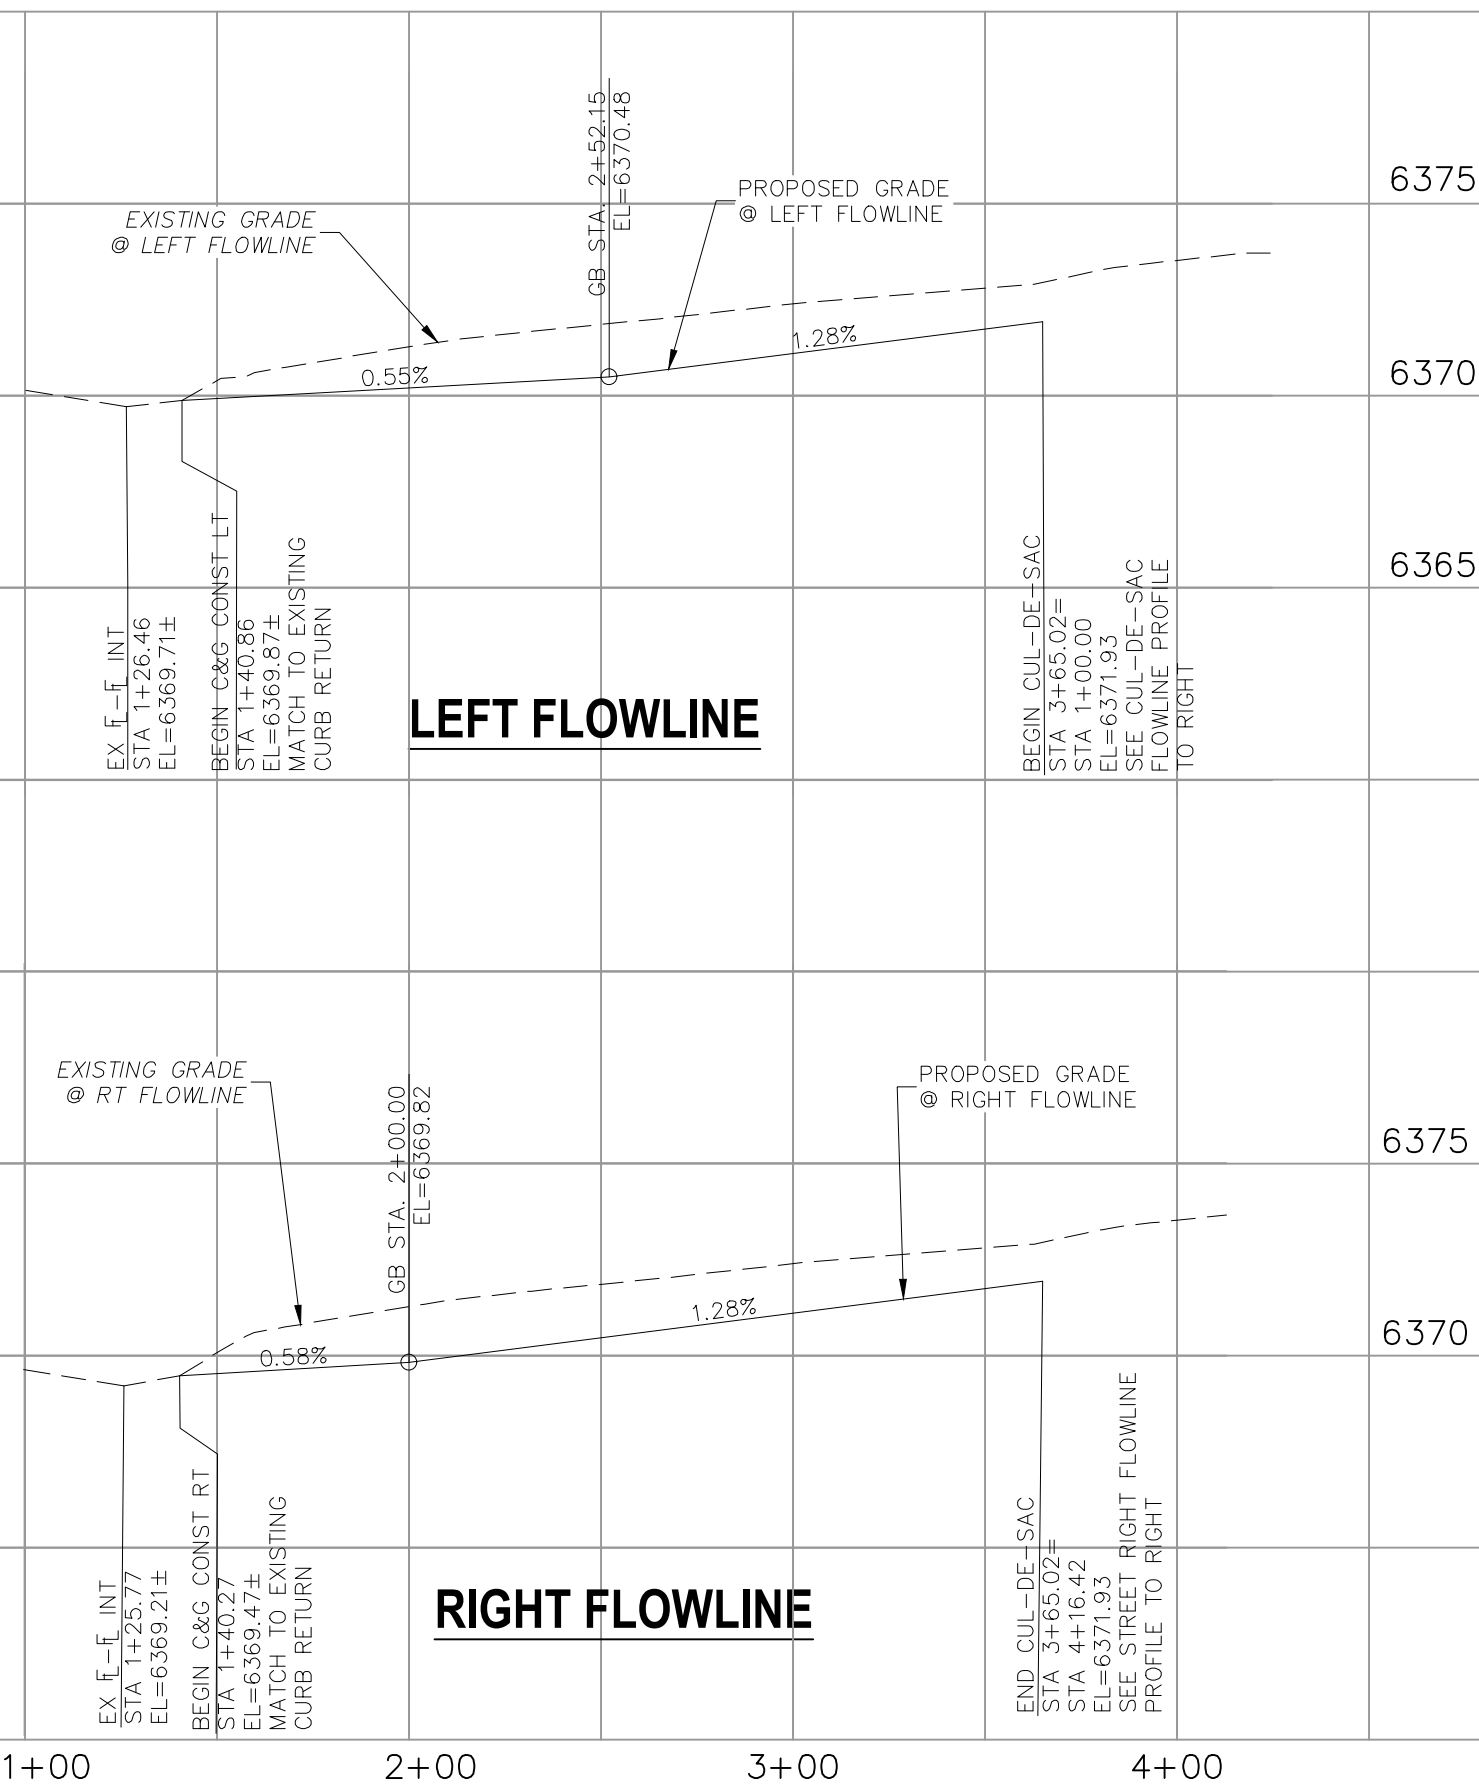 GB STA. 2+52.15
EL=6370.48
6375
PROPOSED GRADE
@ LEFT FLOWLINE
EXISTING GRADE
@ LEFT FLOWLINE
1.28%
0.55%
6370
6365
EX FL-FL INT
STA 1+26.46
EL=6369.71±
BEGIN C&G CONST LT
STA 1+40.86
EL=6369.87±
MATCH TO EXISTING
CURB RETURN
LEFT FLOWLINE
BEGIN CUL-DE-SAC
STA 3+65.02=
STA 1+00.00
EL=6371.93
SEE CUL-DE-SAC
FLOWLINE PROFILE
TO RIGHT
EXISTING GRADE
@ RT FLOWLINE
GB STA. 2+00.00
EL=6369.82
PROPOSED GRADE
@ RIGHT FLOWLINE
6375
1.28%
0.58%
6370
EX FL-FL INT
STA 1+25.77
EL=6369.21±
BEGIN C&G CONST RT
STA 1+40.27
EL=6369.47±
MATCH TO EXISTING
CURB RETURN
RIGHT FLOWLINE
END CUL-DE-SAC
STA 3+65.02=
STA 4+16.42
EL=6371.93
SEE STREET RIGHT FLOWLINE
PROFILE TO RIGHT
1+00
2+00
3+00
4+00